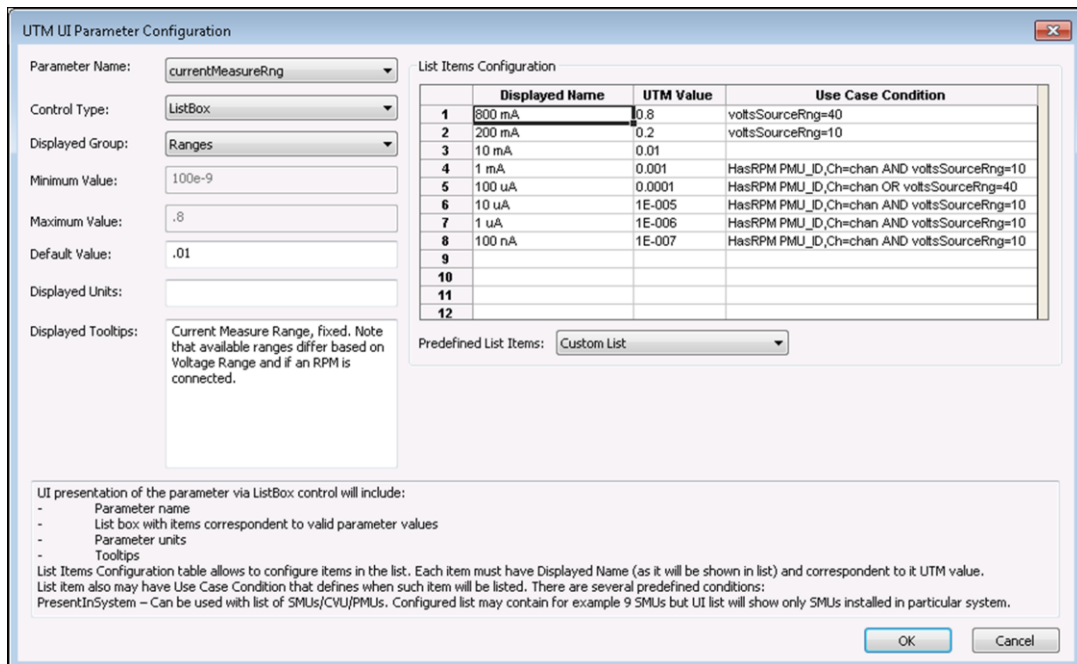 UTM UI Parameter Configuration
Parameter Name: currentMeasureRng
Control Type: ListBox
Displayed Group: Ranges
Minimum Value: 100e-9
Maximum Value: .8
Default Value: .01
Displayed Units:
Displayed Tooltips: Current Measure Range, fixed. Note
that available ranges differ based on
Voltage Range and if an RPM is
connected.
List Items Configuration
Displayed Name UTM Value Use Case Condition
1 800 mA 0.8 voltsSourceRng=40
2 200 mA 0.2 voltsSourceRng=10
3 10 mA 0.01
4 1 mA 0.001 HasRPM PMU_ID,Ch=chan AND voltsSourceRng=10
5 100 uA 0.0001 HasRPM PMU_ID,Ch=chan OR voltsSourceRng=40
6 10 uA 1E-005 HasRPM PMU_ID,Ch=chan AND voltsSourceRng=10
7 1 uA 1E-006 HasRPM PMU_ID,Ch=chan AND voltsSourceRng=10
8 100 nA 1E-007 HasRPM PMU_ID,Ch=chan AND voltsSourceRng=10
9
10
11
12
Predefined List Items: Custom List
UI presentation of the parameter via ListBox control will include:
- Parameter name
- List box with items correspondent to valid parameter values
- Parameter units
- Tooltips
List Items Configuration table allows to configure items in the list. Each item must have Displayed Name (as it will be shown in list) and correspondent to it UTM value.
List item also may have Use Case Condition that defines when such item will be listed. There are several predefined conditions:
PresentInSystem – Can be used with list of SMUs/CVU/PMUs. Configured list may contain for example 9 SMUs but UI list will show only SMUs installed in particular system.
OK Cancel